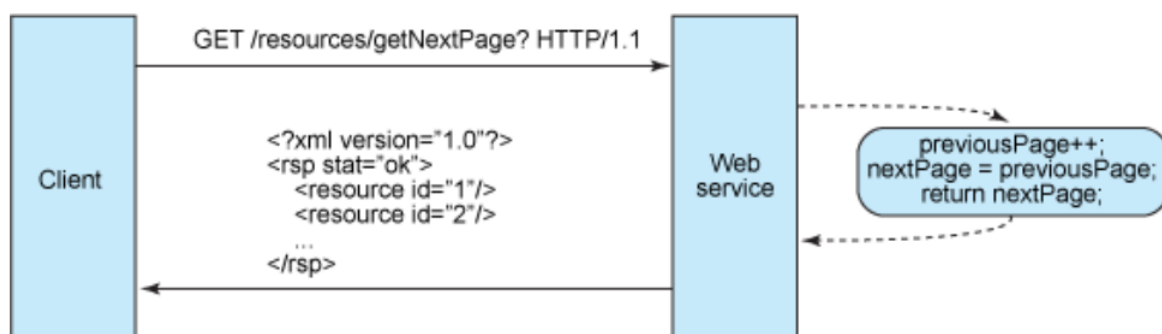 GET /resources/getNextPage? HTTP/1.1
Client
<?xml version="1.0"?>
<rsp stat="ok">
<resource id="1"/>
<resource id="2"/>
...
</rsp>
Web
service
previousPage++;
nextPage = previousPage;
return nextPage;